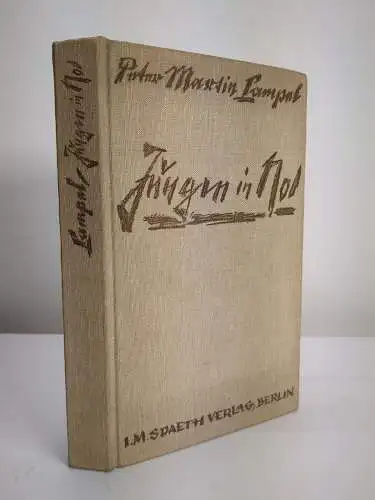 Peter Martin Lampel
Jungen in Not
J.M. SPAETH VERLAG, BERLIN
Lampel / Jungen in Not